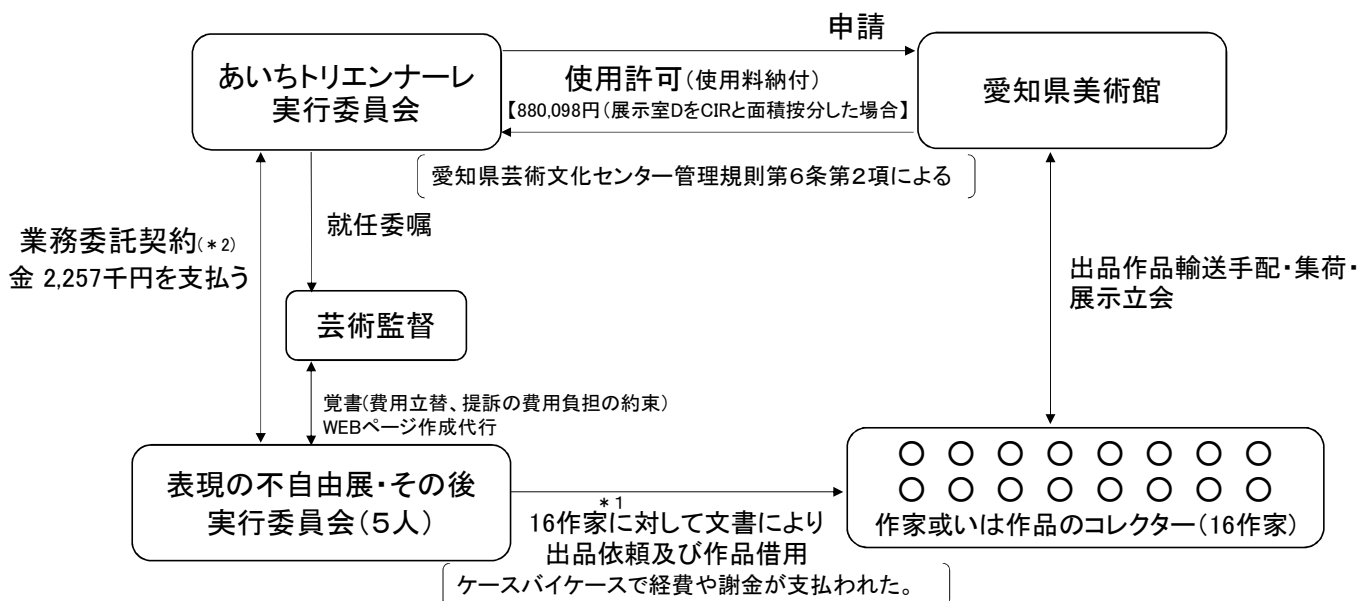 申請
あいちトリエンナーレ
実行委員会
使用許可(使用料納付)
【880,098円(展示室DをCIRと面積按分した場合】
愛知県美術館
愛知県芸術文化センター管理規則第6条第2項による
業務委託契約(*2)
金 2,257千円を支払う
就任委嘱
出品作品輸送手配・集荷・
展示立会
芸術監督
覚書(費用立替、提訴の費用負担の約束)
WEBページ作成代行
表現の不自由展・その後
実行委員会(5人)
*1
16作家に対して文書により
出品依頼及び作品借用
ケースバイケースで経費や謝金が支払われた。
○ ○ ○ ○ ○ ○ ○ ○
○ ○ ○ ○ ○ ○ ○ ○
作家或いは作品のコレクター(16作家)